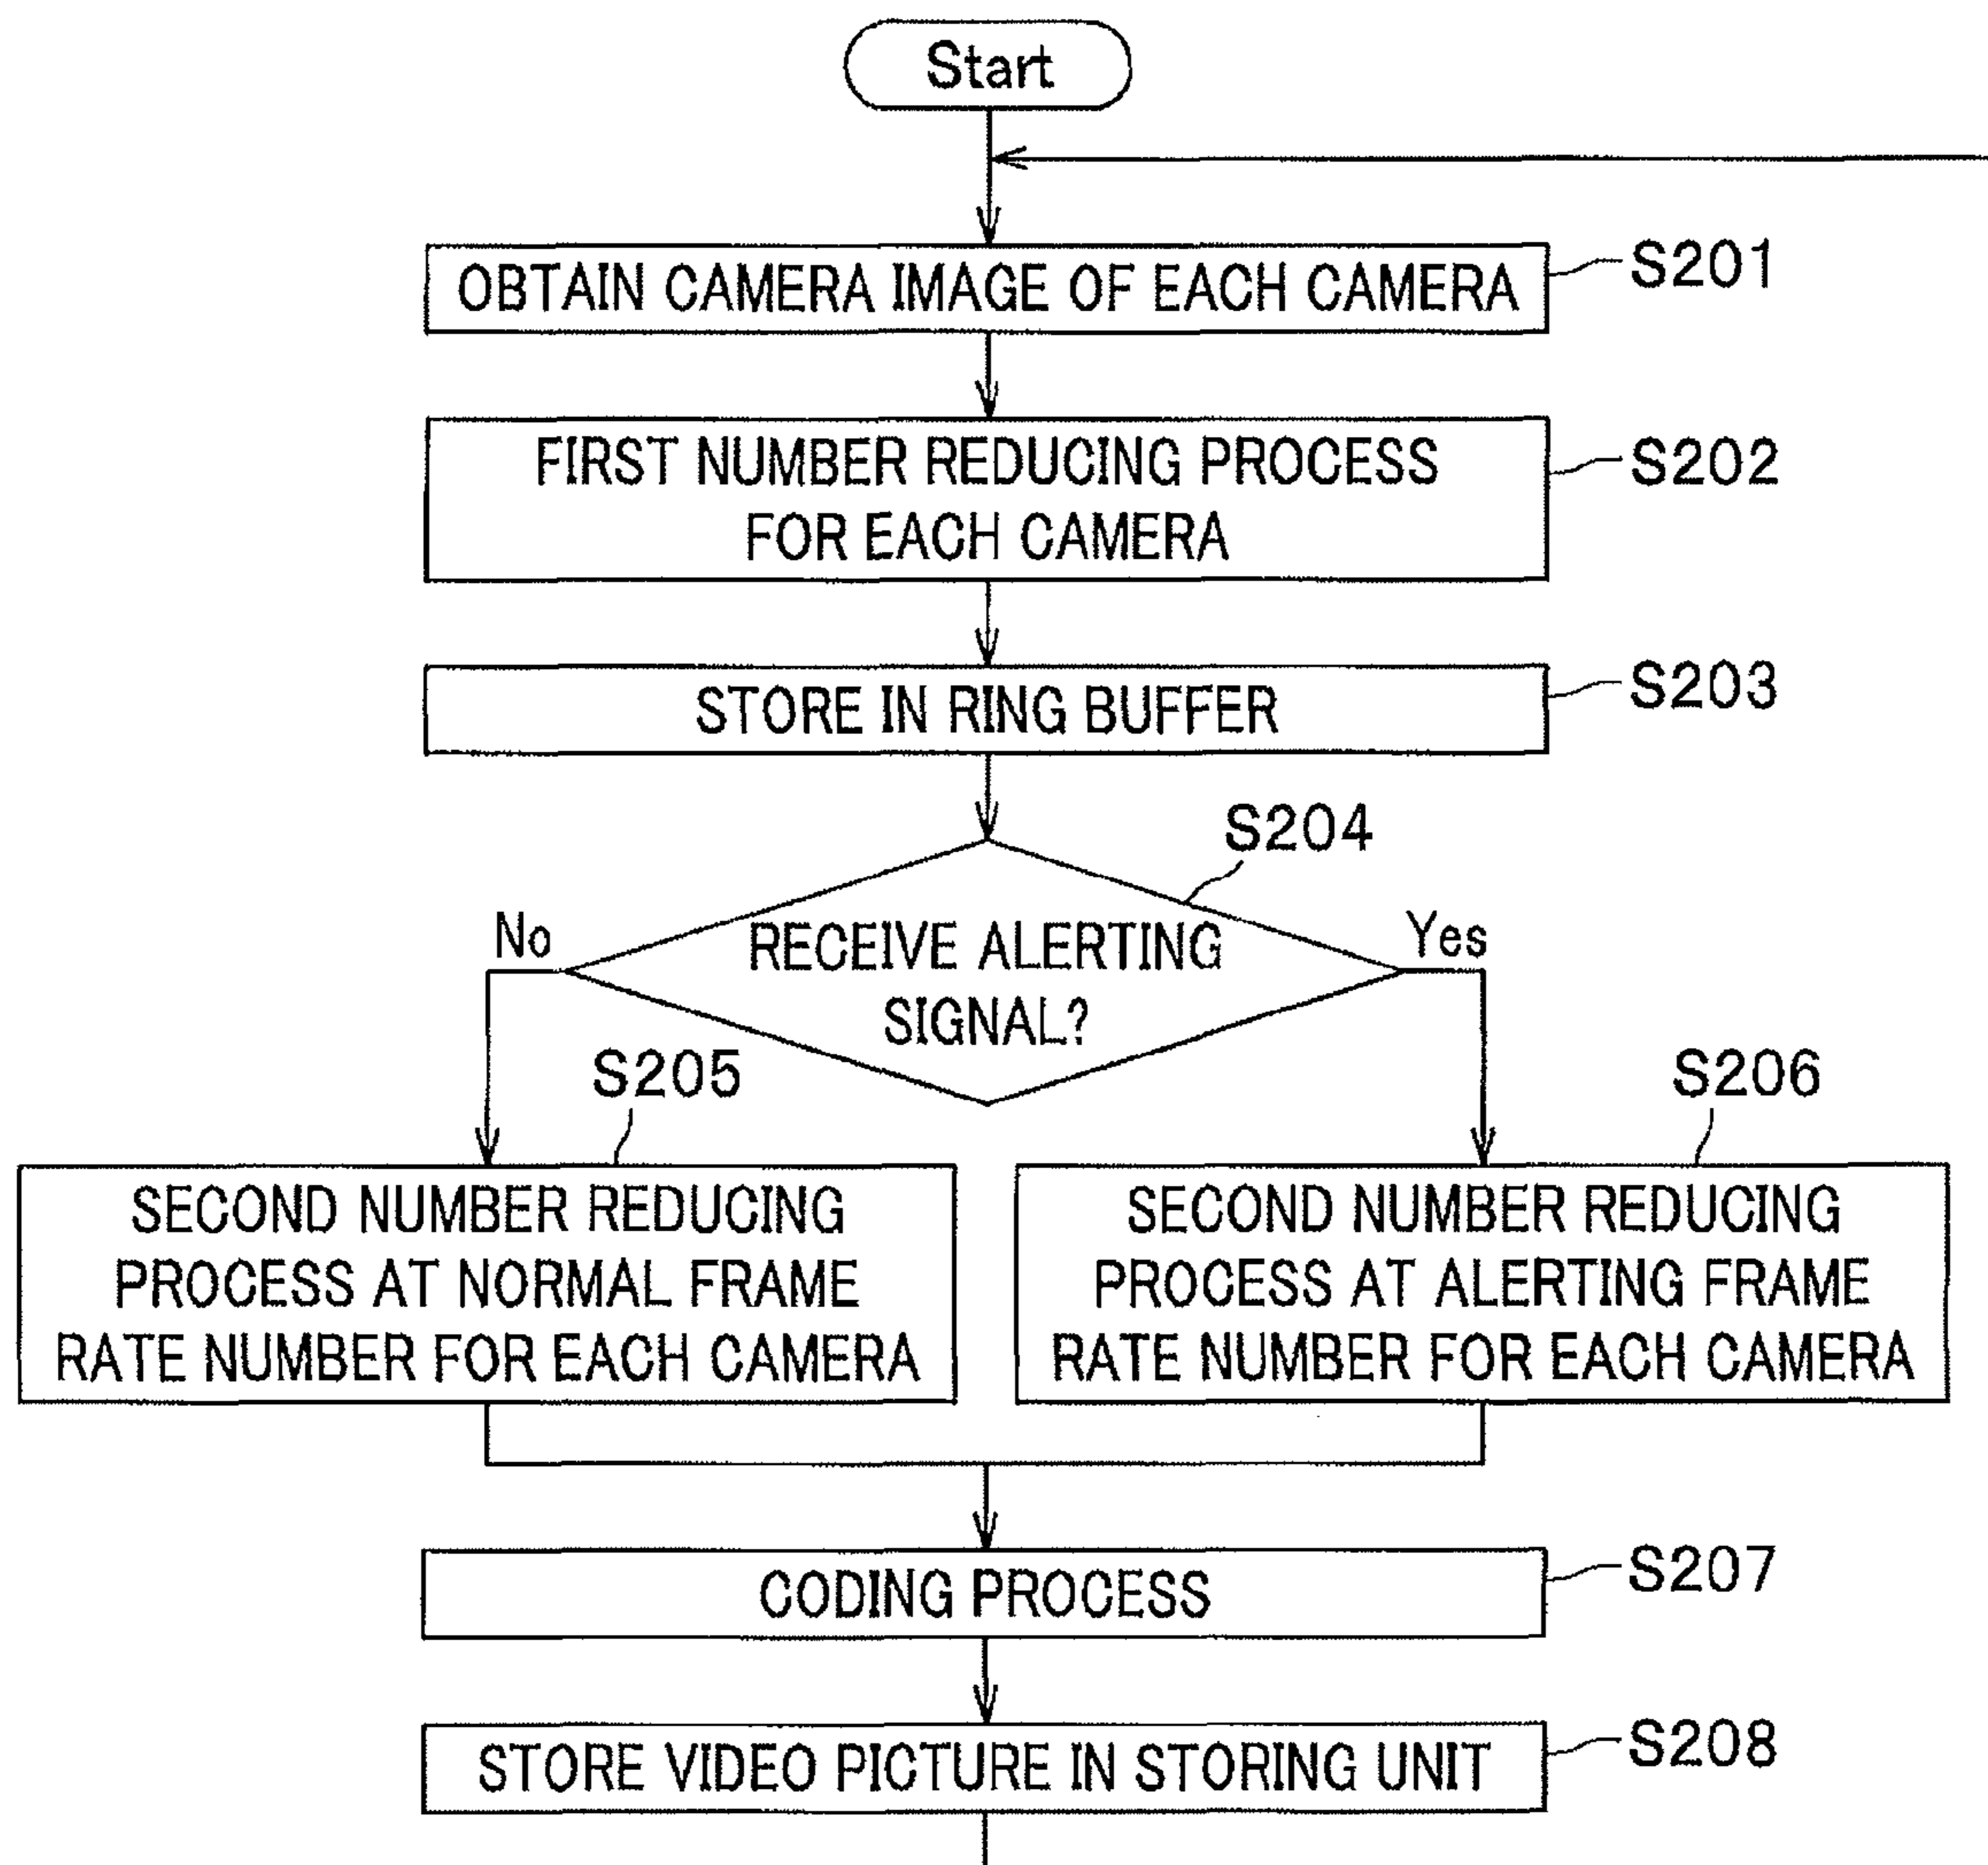 Start
OBTAIN CAMERA IMAGE OF EACH CAMERA
S201
FIRST NUMBER REDUCING PROCESS
FOR EACH CAMERA
S202
STORE IN RING BUFFER
S203
S204
RECEIVE ALERTING
SIGNAL?
No
Yes
S205
SECOND NUMBER REDUCING
PROCESS AT NORMAL FRAME
RATE NUMBER FOR EACH CAMERA
S206
SECOND NUMBER REDUCING
PROCESS AT ALERTING FRAME
RATE NUMBER FOR EACH CAMERA
CODING PROCESS
S207
STORE VIDEO PICTURE IN STORING UNIT
S208